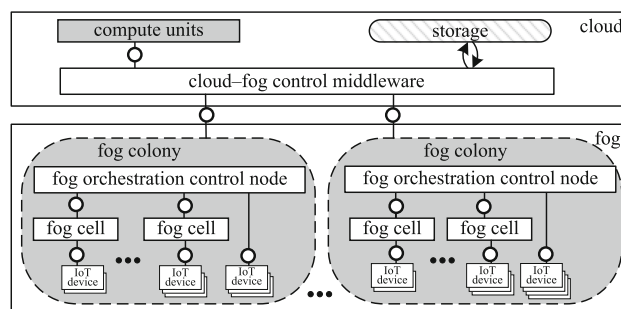 compute units
storage
cloud
cloud–fog control middleware
fog
fog colony
fog colony
fog orchestration control node
fog orchestration control node
fog cell
fog cell
fog cell
fog cell
IoT
device
IoT
device
IoT
device
IoT
device
IoT
device
IoT
device